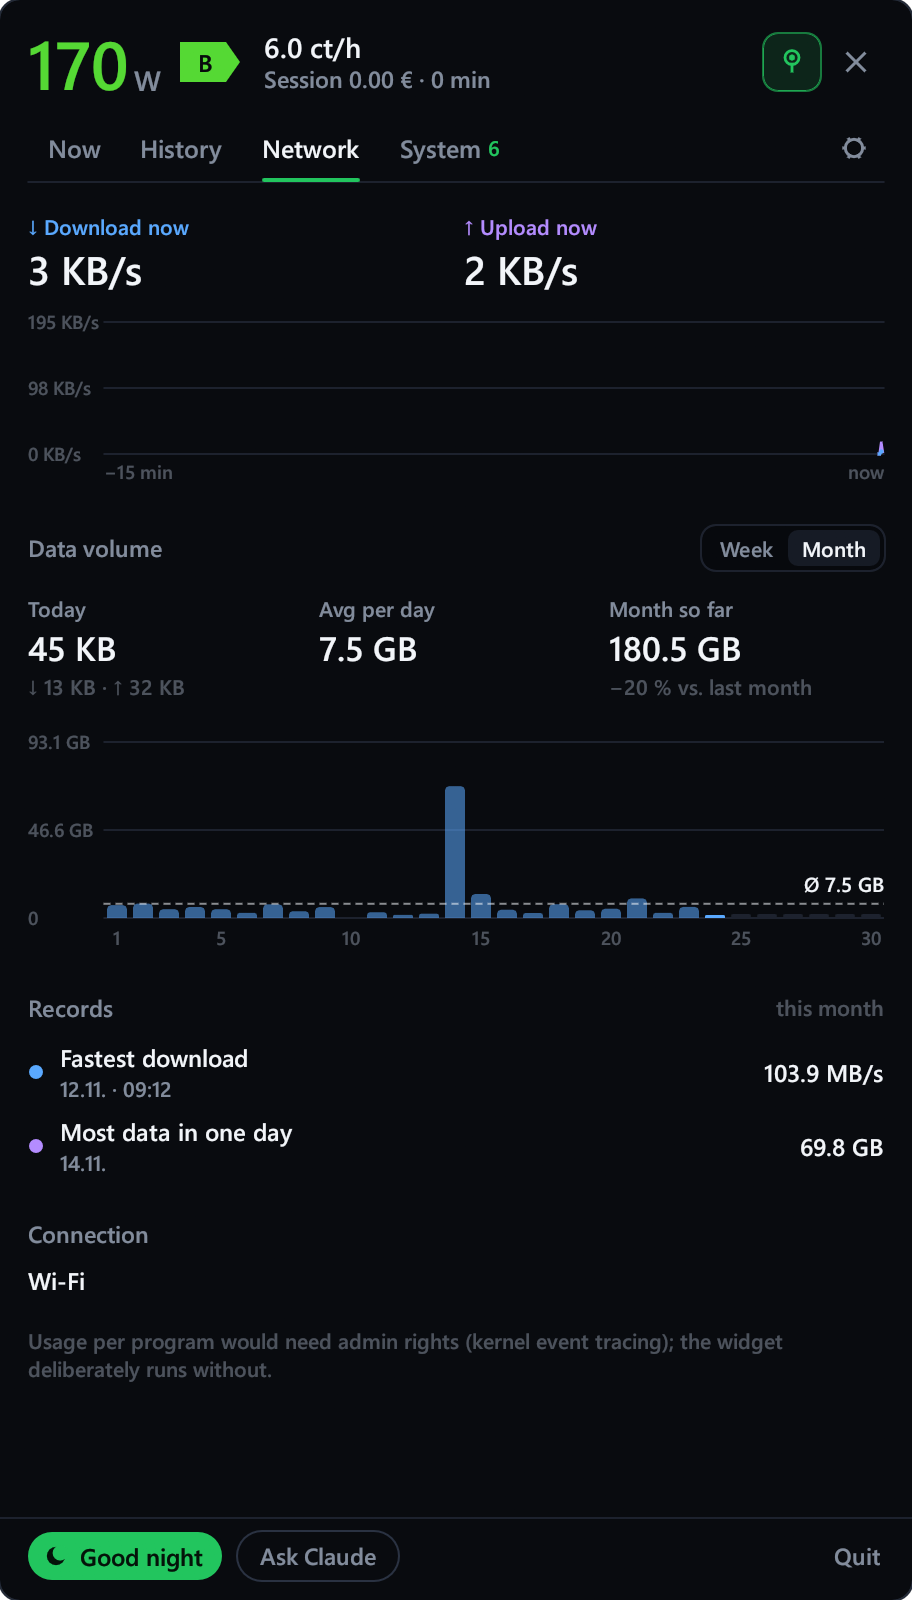 170 W B 6.0 ct/h
Session 0.00 € · 0 min
Now History Network System 6
↓ Download now ↑ Upload now
3 KB/s 2 KB/s
195 KB/s
98 KB/s
0 KB/s
−15 min now
Data volume Week Month
Today Avg per day Month so far
45 KB 7.5 GB 180.5 GB
↓ 13 KB · ↑ 32 KB −20 % vs. last month
93.1 GB
46.6 GB
Ø 7.5 GB
0
1 5 10 15 20 25 30
Records this month
Fastest download
12.11. · 09:12 103.9 MB/s
Most data in one day
14.11. 69.8 GB
Connection
Wi-Fi
Usage per program would need admin rights (kernel event tracing); the widget
deliberately runs without.
Good night Ask Claude Quit